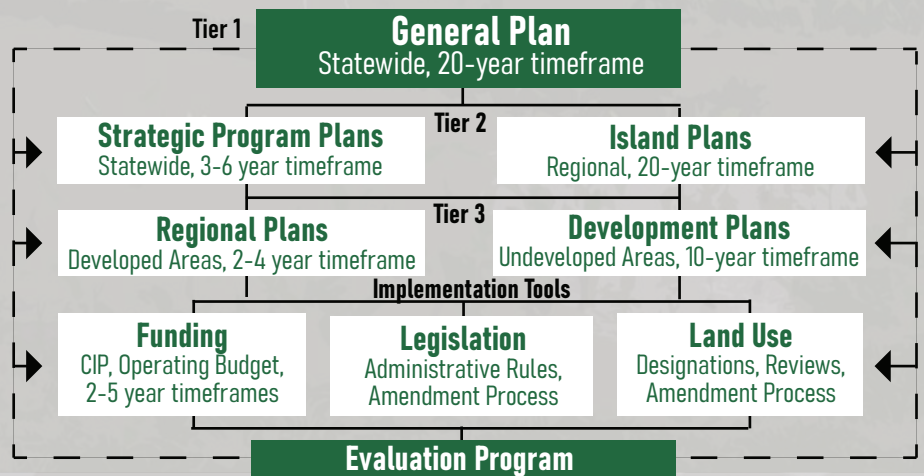 Tier 1
General Plan
Statewide, 20-year timeframe
Tier 2
Strategic Program Plans
Statewide, 3-6 year timeframe
Island Plans
Regional, 20-year timeframe
Tier 3
Regional Plans
Developed Areas, 2-4 year timeframe
Development Plans
Undeveloped Areas, 10-year timeframe
Implementation Tools
Funding
CIP, Operating Budget,
2-5 year timeframes
Legislation
Administrative Rules,
Amendment Process
Land Use
Designations, Reviews,
Amendment Process
Evaluation Program